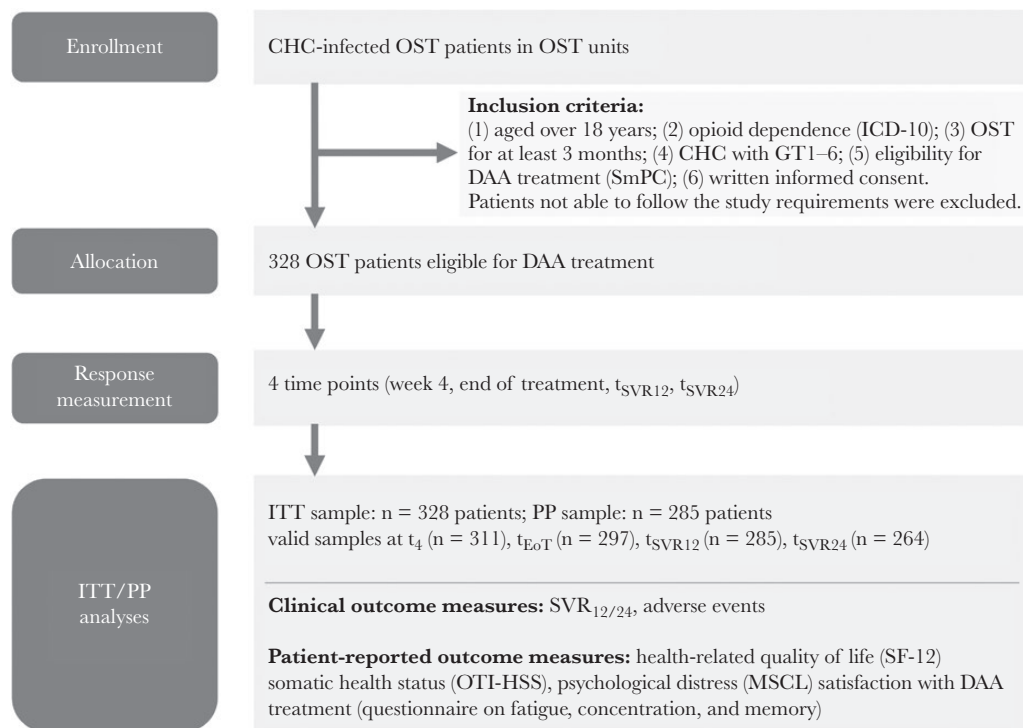 Enrollment
CHC-infected OST patients in OST units
Inclusion criteria:
(1) aged over 18 years; (2) opioid dependence (ICD-10); (3) OST
for at least 3 months; (4) CHC with GT1–6; (5) eligibility for
DAA treatment (SmPC); (6) written informed consent.
Patients not able to follow the study requirements were excluded.
Allocation
328 OST patients eligible for DAA treatment
Response
measurement
4 time points (week 4, end of treatment, tSVR12, tSVR24)
ITT/PP
analyses
ITT sample: n = 328 patients; PP sample: n = 285 patients
valid samples at t4 (n = 311), tEoT (n = 297), tSVR12 (n = 285), tSVR24 (n = 264)
Clinical outcome measures: SVR12/24, adverse events
Patient-reported outcome measures: health-related quality of life (SF-12)
somatic health status (OTI-HSS), psychological distress (MSCL) satisfaction with DAA
treatment (questionnaire on fatigue, concentration, and memory)